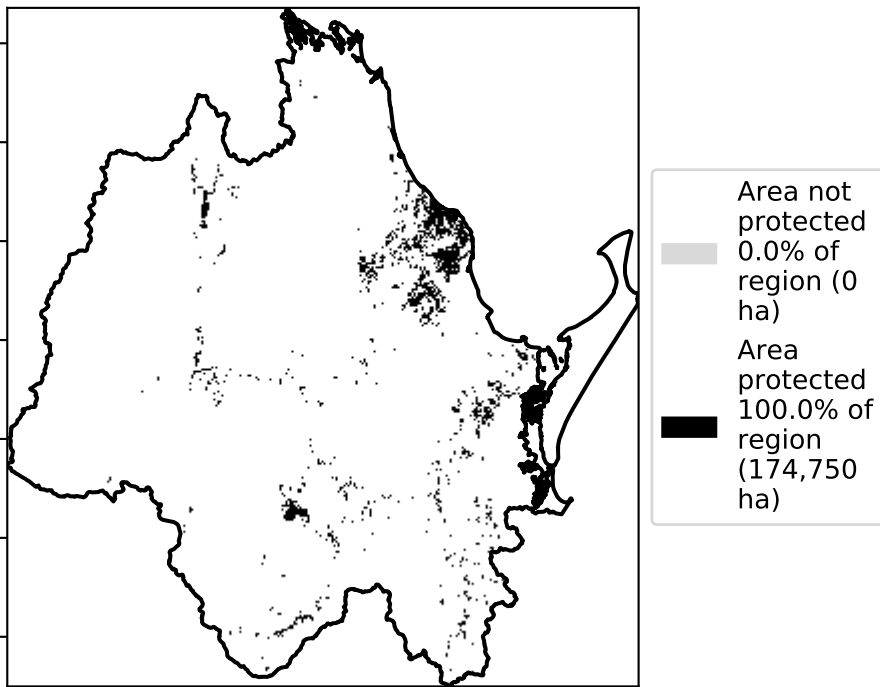 Area not
protected
0.0% of
region (0
ha)
Area
protected
100.0% of
region
(174,750
ha)